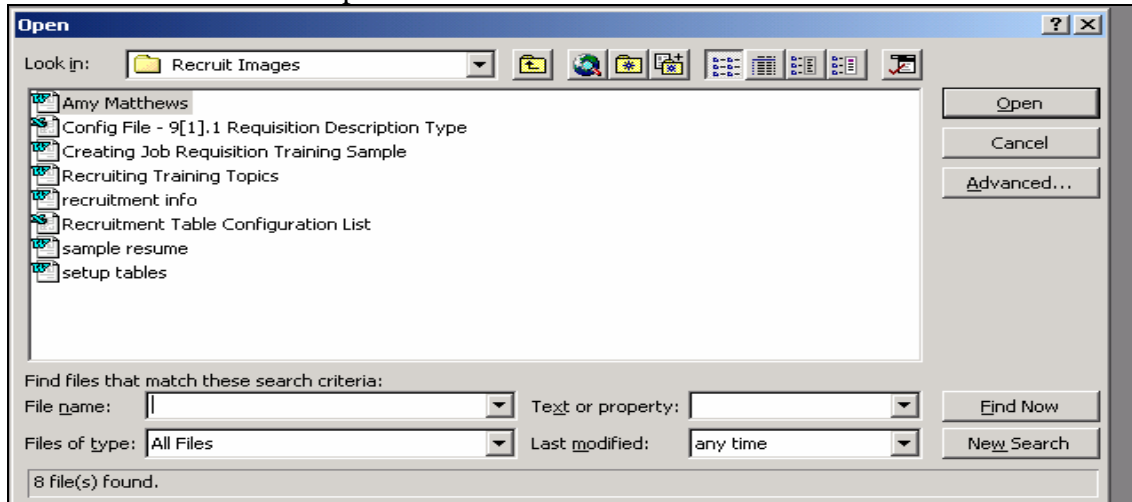 Open
Look in: Recruit Images
Amy Matthews
Open
Config File - 9[1].1 Requisition Description Type
Creating Job Requisition Training Sample
Cancel
Recruiting Training Topics
Advanced...
recruitment info
Recruitment Table Configuration List
sample resume
setup tables
Find files that match these search criteria:
File name: Text or property: Find Now
Files of type: All Files Last modified: any time New Search
8 file(s) found.